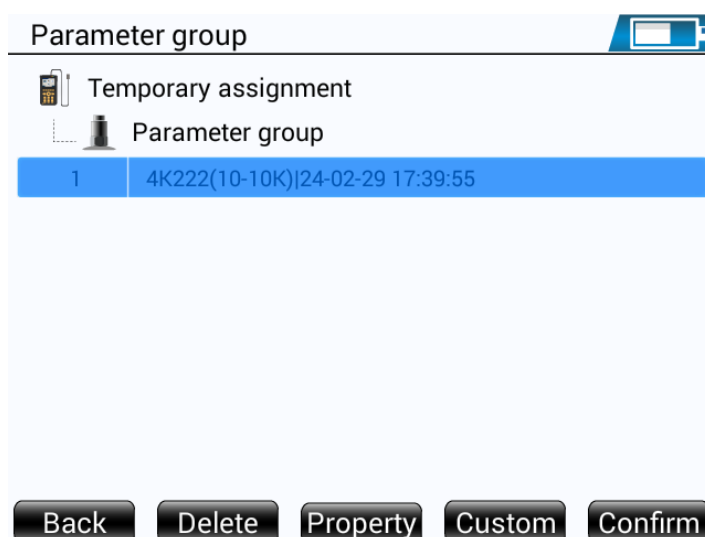 Parameter group
Temporary assignment
Parameter group
1 4K222(10-10K)|24-02-29 17:39:55
Back Delete Property Custom Confirm